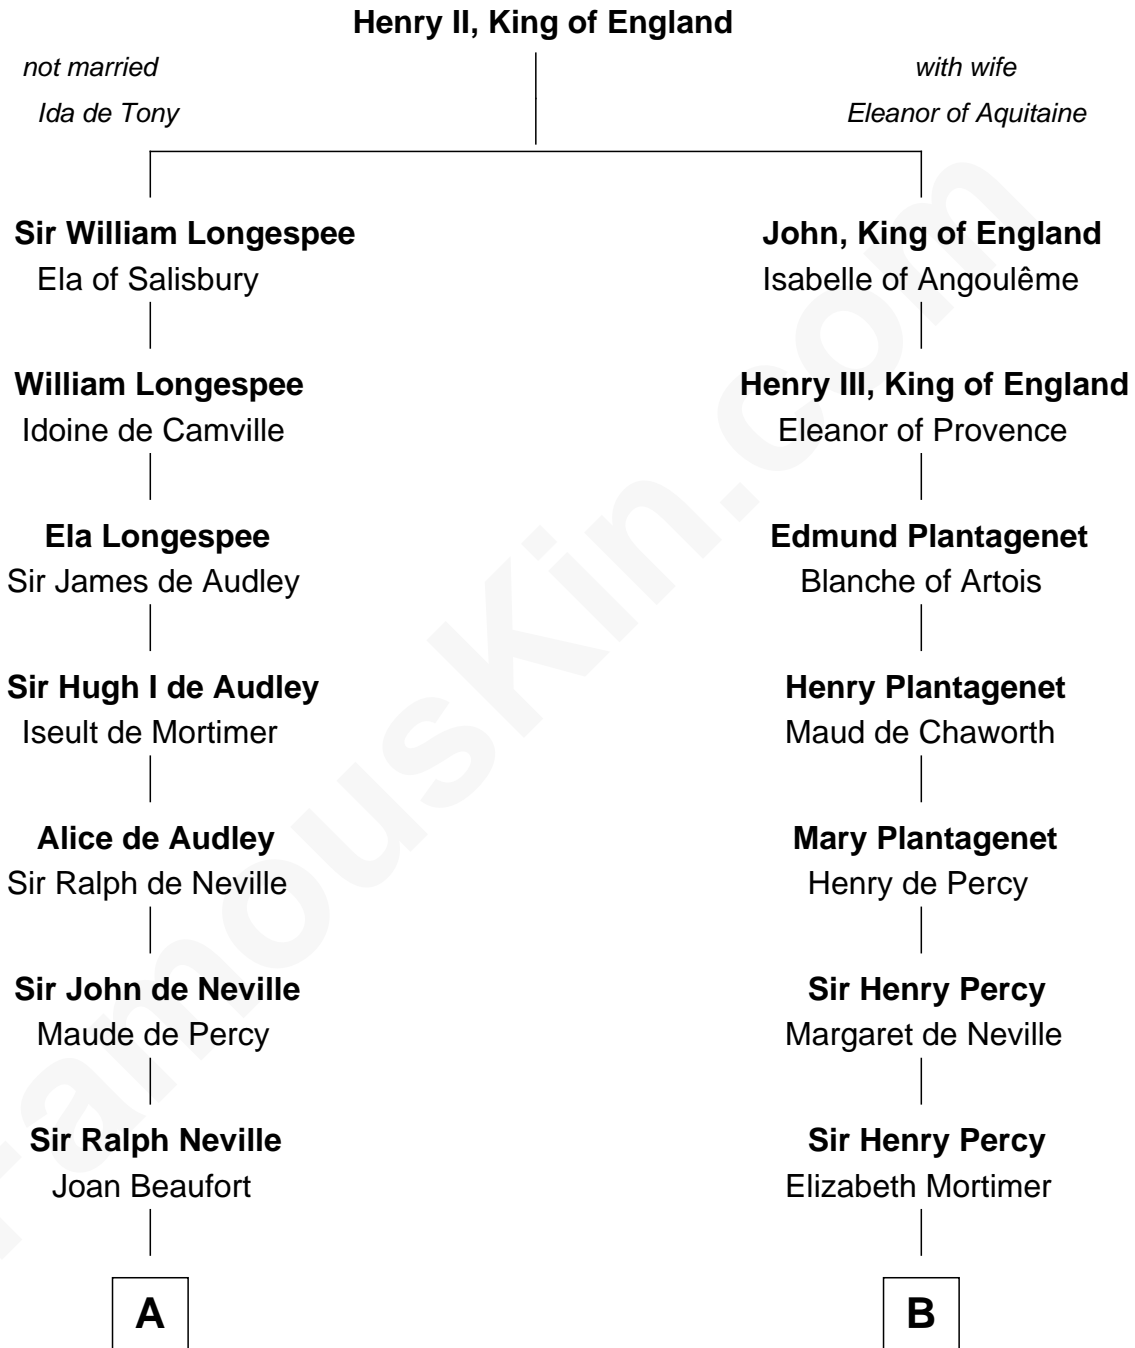 Henry II, King of England
not married
with wife
Ida de Tony
Eleanor of Aquitaine
Sir William Longespee
John, King of England
Ela of Salisbury
Isabelle of Angoulême
William Longespee
Henry III, King of England
Idoine de Camville
Eleanor of Provence
Ela Longespee
Edmund Plantagenet
Sir James de Audley
Blanche of Artois
Sir Hugh I de Audley
Henry Plantagenet
Iseult de Mortimer
Maud de Chaworth
Alice de Audley
Mary Plantagenet
Sir Ralph de Neville
Henry de Percy
Sir John de Neville
Sir Henry Percy
Maude de Percy
Margaret de Neville
Sir Ralph Neville
Sir Henry Percy
Joan Beaufort
Elizabeth Mortimer
A
B
FamousKin.com